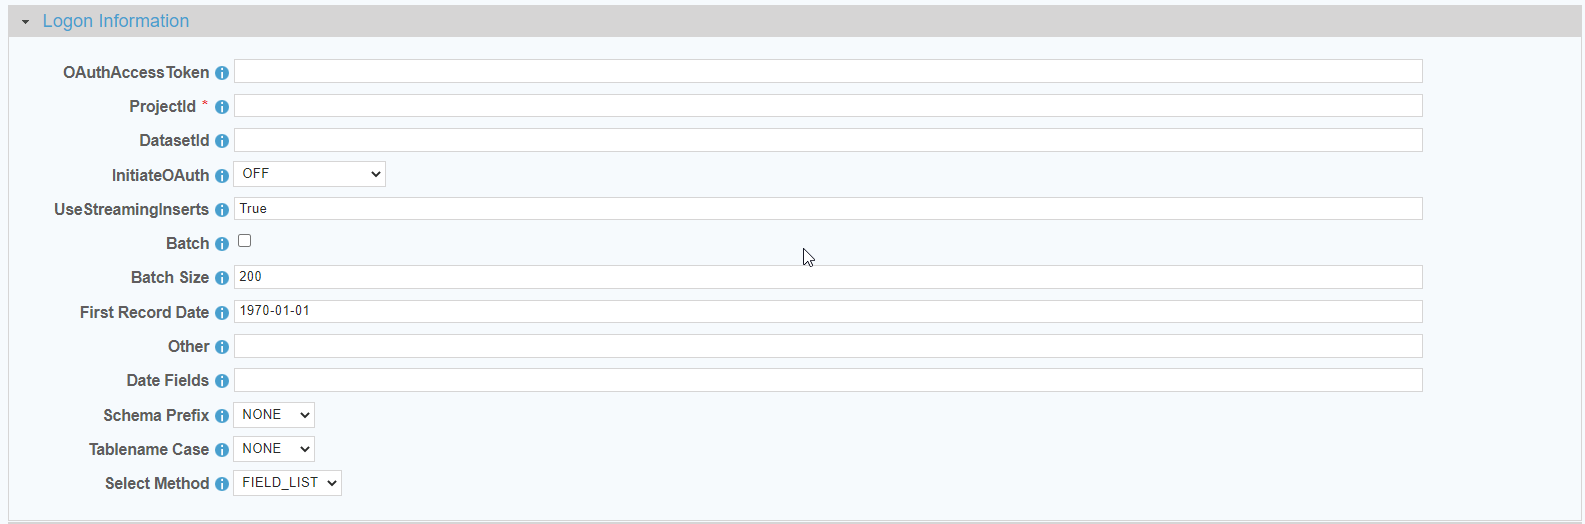 Logon Information
OAuthAccessToken
ProjectId *
DatasetId
InitiateOAuth OFF
UseStreamingInserts True
Batch
Batch Size 200
First Record Date 1970-01-01
Other
Date Fields
Schema Prefix NONE
Tablename Case NONE
Select Method FIELD_LIST